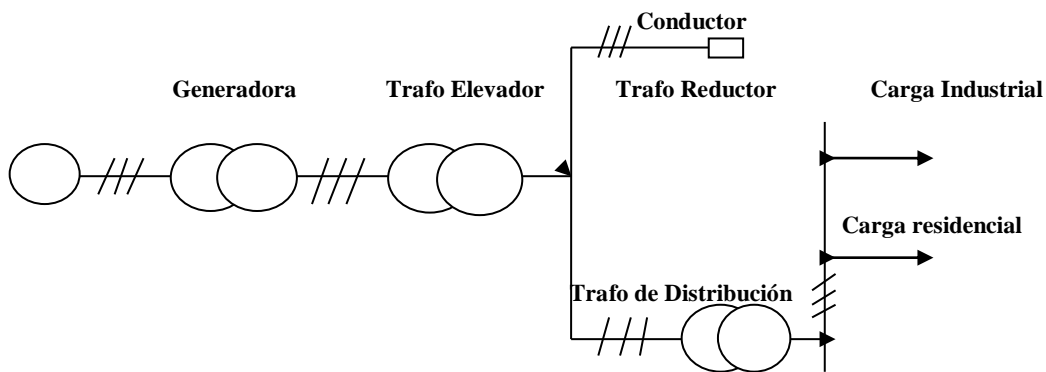 Conductor
Generadora
Trafo Elevador
Trafo Reductor
Carga Industrial
Carga residencial
Trafo de Distribución